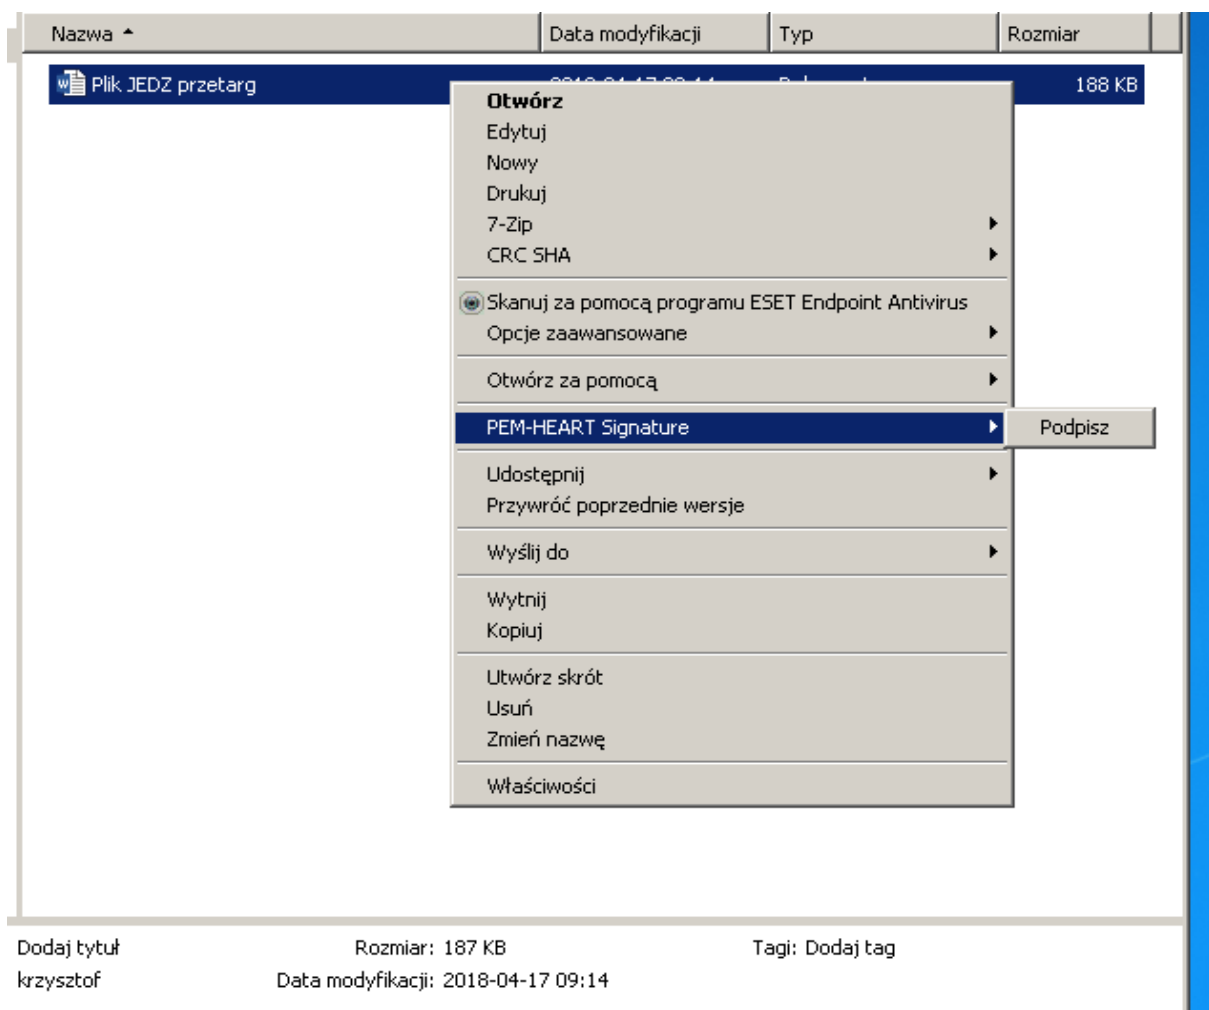 Nazwa Data modyfikacji Typ Rozmiar
Plik JEDZ przetarg 188 KB
Otwórz
Edytuj
Nowy
Drukuj
7-Zip
CRC SHA
Skanuj za pomocą programu ESET Endpoint Antivirus
Opcje zaawansowane
Otwórz za pomocą
PEM-HEART Signature Podpisz
Udostępnij
Przywróć poprzednie wersje
Wyślij do
Wytnij
Kopiuj
Utwórz skrót
Usuń
Zmień nazwę
Właściwości
Dodaj tytuł Rozmiar: 187 KB Tagi: Dodaj tag
krzysztof Data modyfikacji: 2018-04-17 09:14